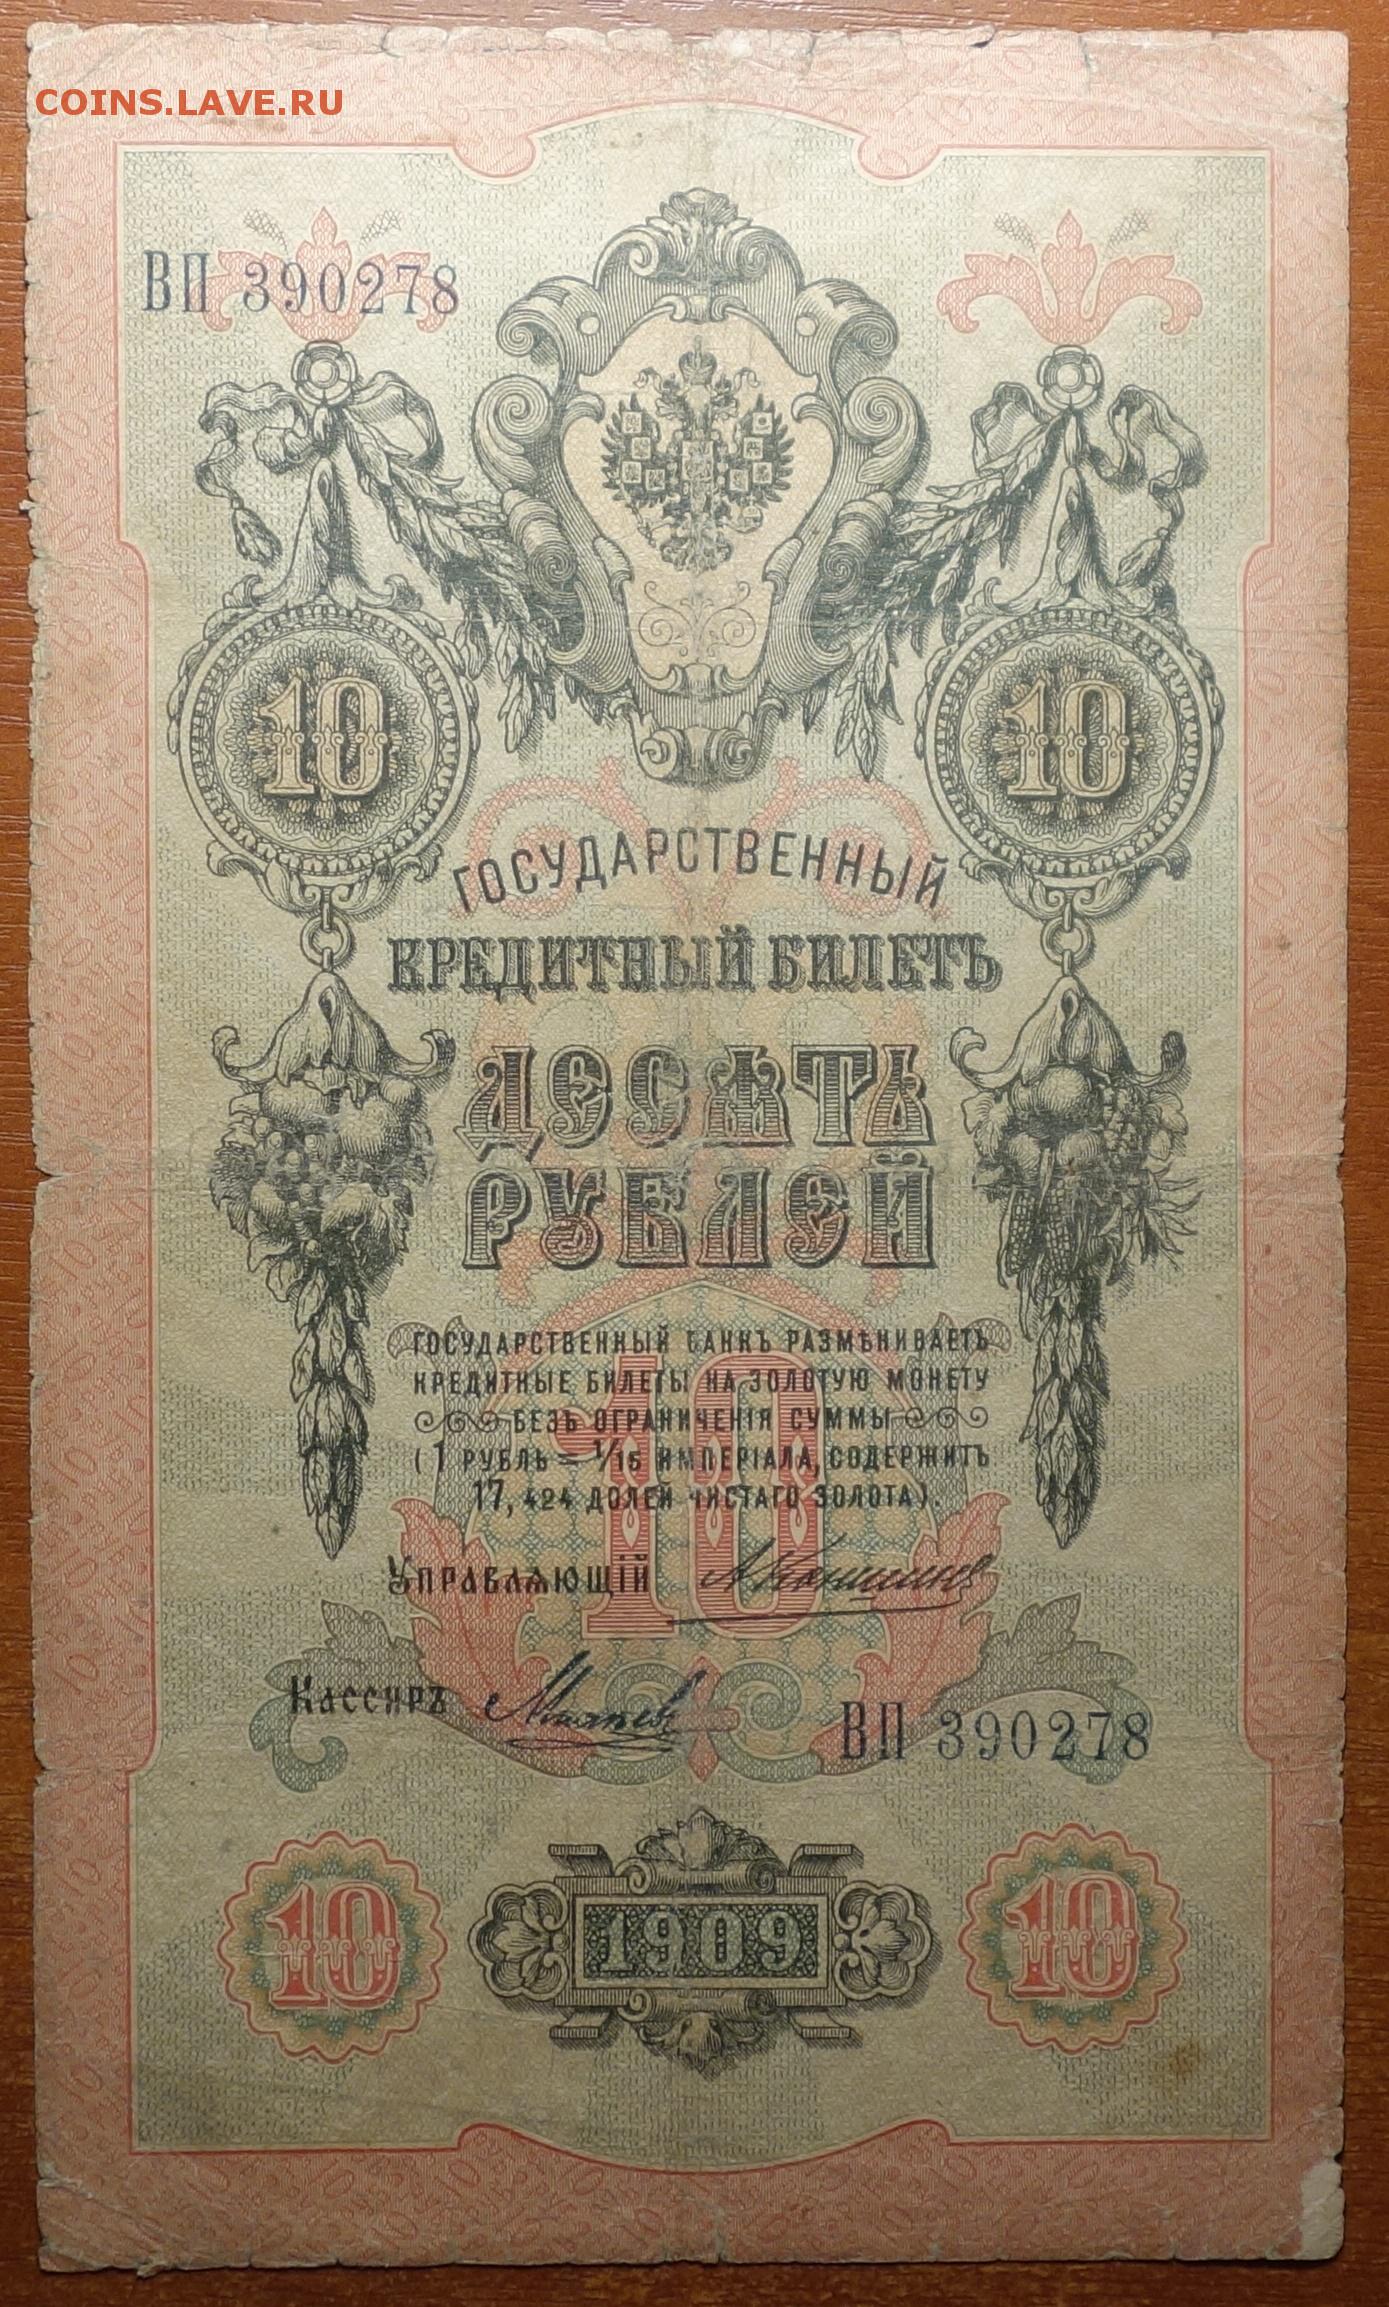 COINS.LAVE.RU
ВП 390278
10 10
ГОСУДАРСТВЕННЫЙ
КРЕДИТНЫЙ БИЛЕТЪ
ДЕСЯТЬ
РУБЛЕЙ
ГОСУДАРСТВЕННЫЙ БАНКЪ РАЗМѢНИВАЕТЪ
КРЕДИТНЫЕ БИЛЕТЫ НА ЗОЛОТУЮ МОНЕТУ
БЕЗЪ ОГРАНИЧЕНІЯ СУММЫ
(1 РУБЛЬ = 1/15 ИМПЕРІАЛА, СОДЕРЖИТЪ
17,424 ДОЛЕЙ ЧИСТАГО ЗОЛОТА).
10
УПРАВЛЯЮЩІЙ
КАССИРЪ
ВП 390278
10 1909 10